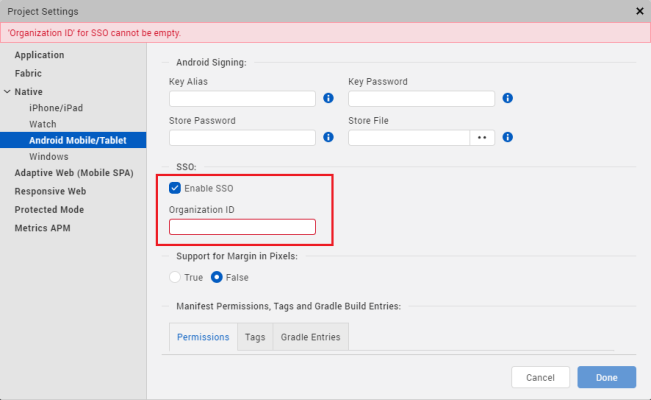 Project Settings
'Organization ID' for SSO cannot be empty.
Application
Fabric
Native
iPhone/iPad
Watch
Android Mobile/Tablet
Windows
Adaptive Web (Mobile SPA)
Responsive Web
Protected Mode
Metrics APM
Android Signing:
Key Alias
Key Password
Store Password
Store File
SSO:
Enable SSO
Organization ID
Support for Margin in Pixels:
True False
Manifest Permissions, Tags and Gradle Build Entries:
Permissions Tags Gradle Entries
Cancel Done